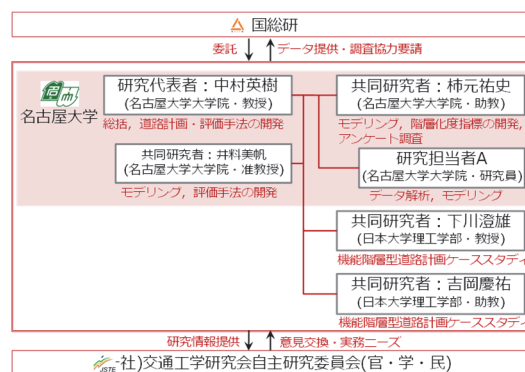 国総研
委託
データ提供・調査協力要請
名古屋大学
研究代表者：中村英樹
(名古屋大学大学院・教授)
総括，道路計画・評価手法の開発
共同研究者：柿元祐史
(名古屋大学大学院・助教)
モデリング，階層化度指標の開発，
アンケート調査
共同研究者：井料美帆
(名古屋大学大学院・准教授)
モデリング，評価手法の開発
研究担当者A
(名古屋大学大学院・研究員)
データ解析，モデリング
共同研究者：下川澄雄
(日本大学理工学部・教授)
機能階層型道路計画ケーススタディ
共同研究者：吉岡慶祐
(日本大学理工学部・助教)
機能階層型道路計画ケーススタディ
研究情報提供
意見交換・実務ニーズ
JSTE
-社)交通工学研究会自主研究委員会(官・学・民)